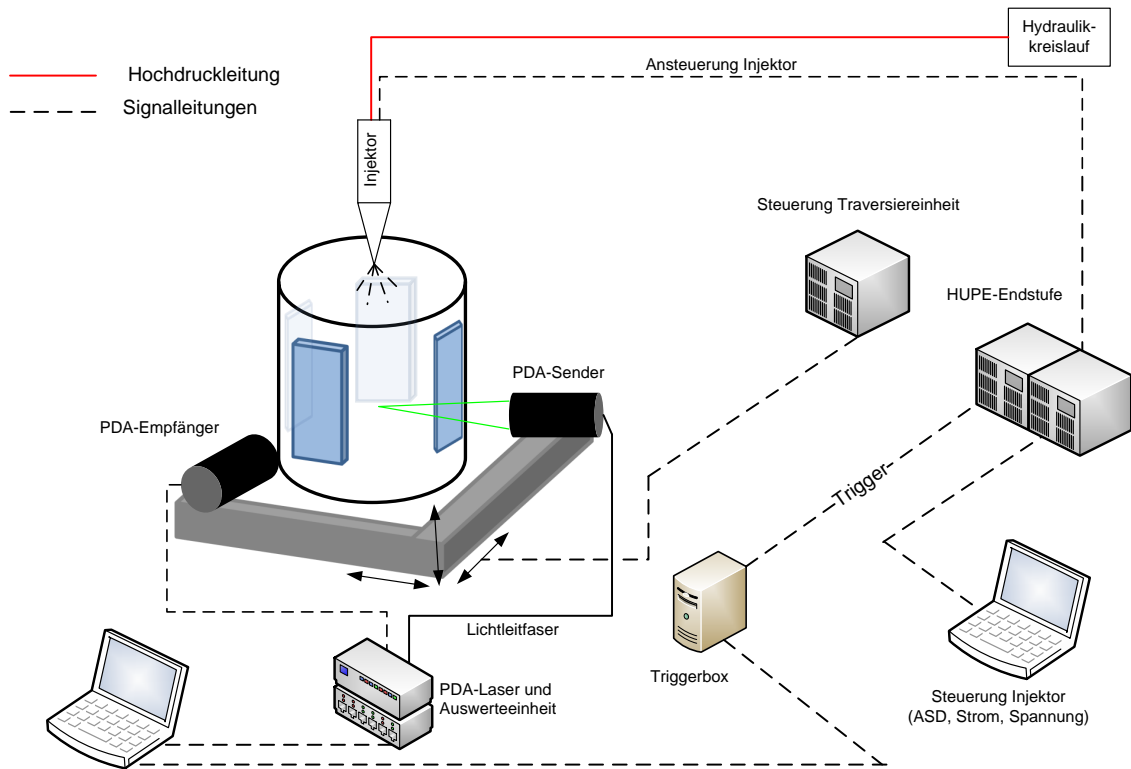 Hydraulik-
kreislauf
Hochdruckleitung
Ansteuerung Injektor
Signalleitungen
Injektor
Steuerung Traversiereinheit
HUPE-Endstufe
PDA-Sender
PDA-Empfänger
Trigger
Lichtleitfaser
Triggerbox
PDA-Laser und
Auswerteeinheit
Steuerung Injektor
(ASD, Strom, Spannung)